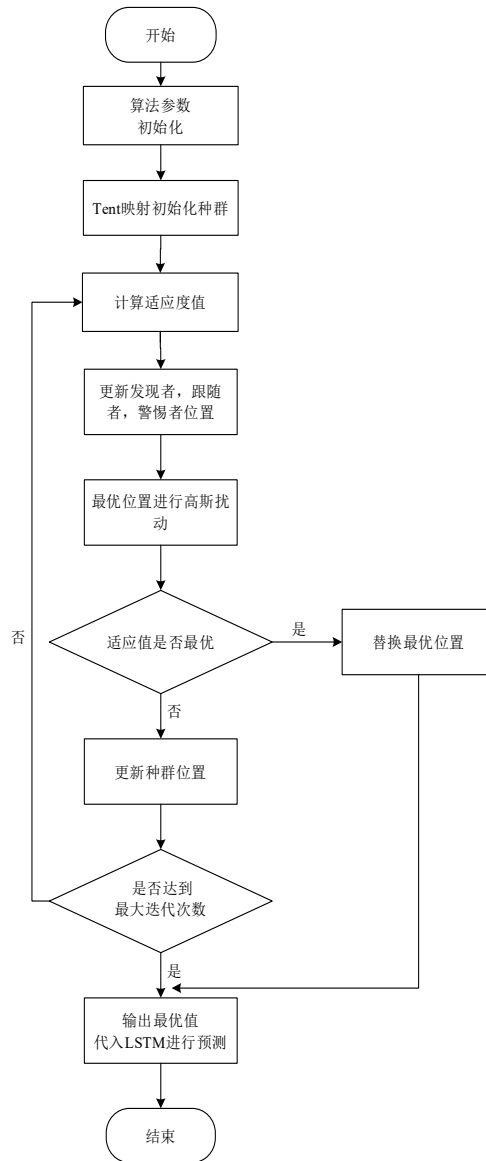 开始
算法参数
初始化
Tent映射初始化种群
计算适应度值
更新发现者，跟随
者，警惕者位置
最优位置进行高斯扰
动
否
适应值是否最优
是
替换最优位置
否
更新种群位置
是否达到
最大迭代次数
是
输出最优值
代入LSTM进行预测
结束